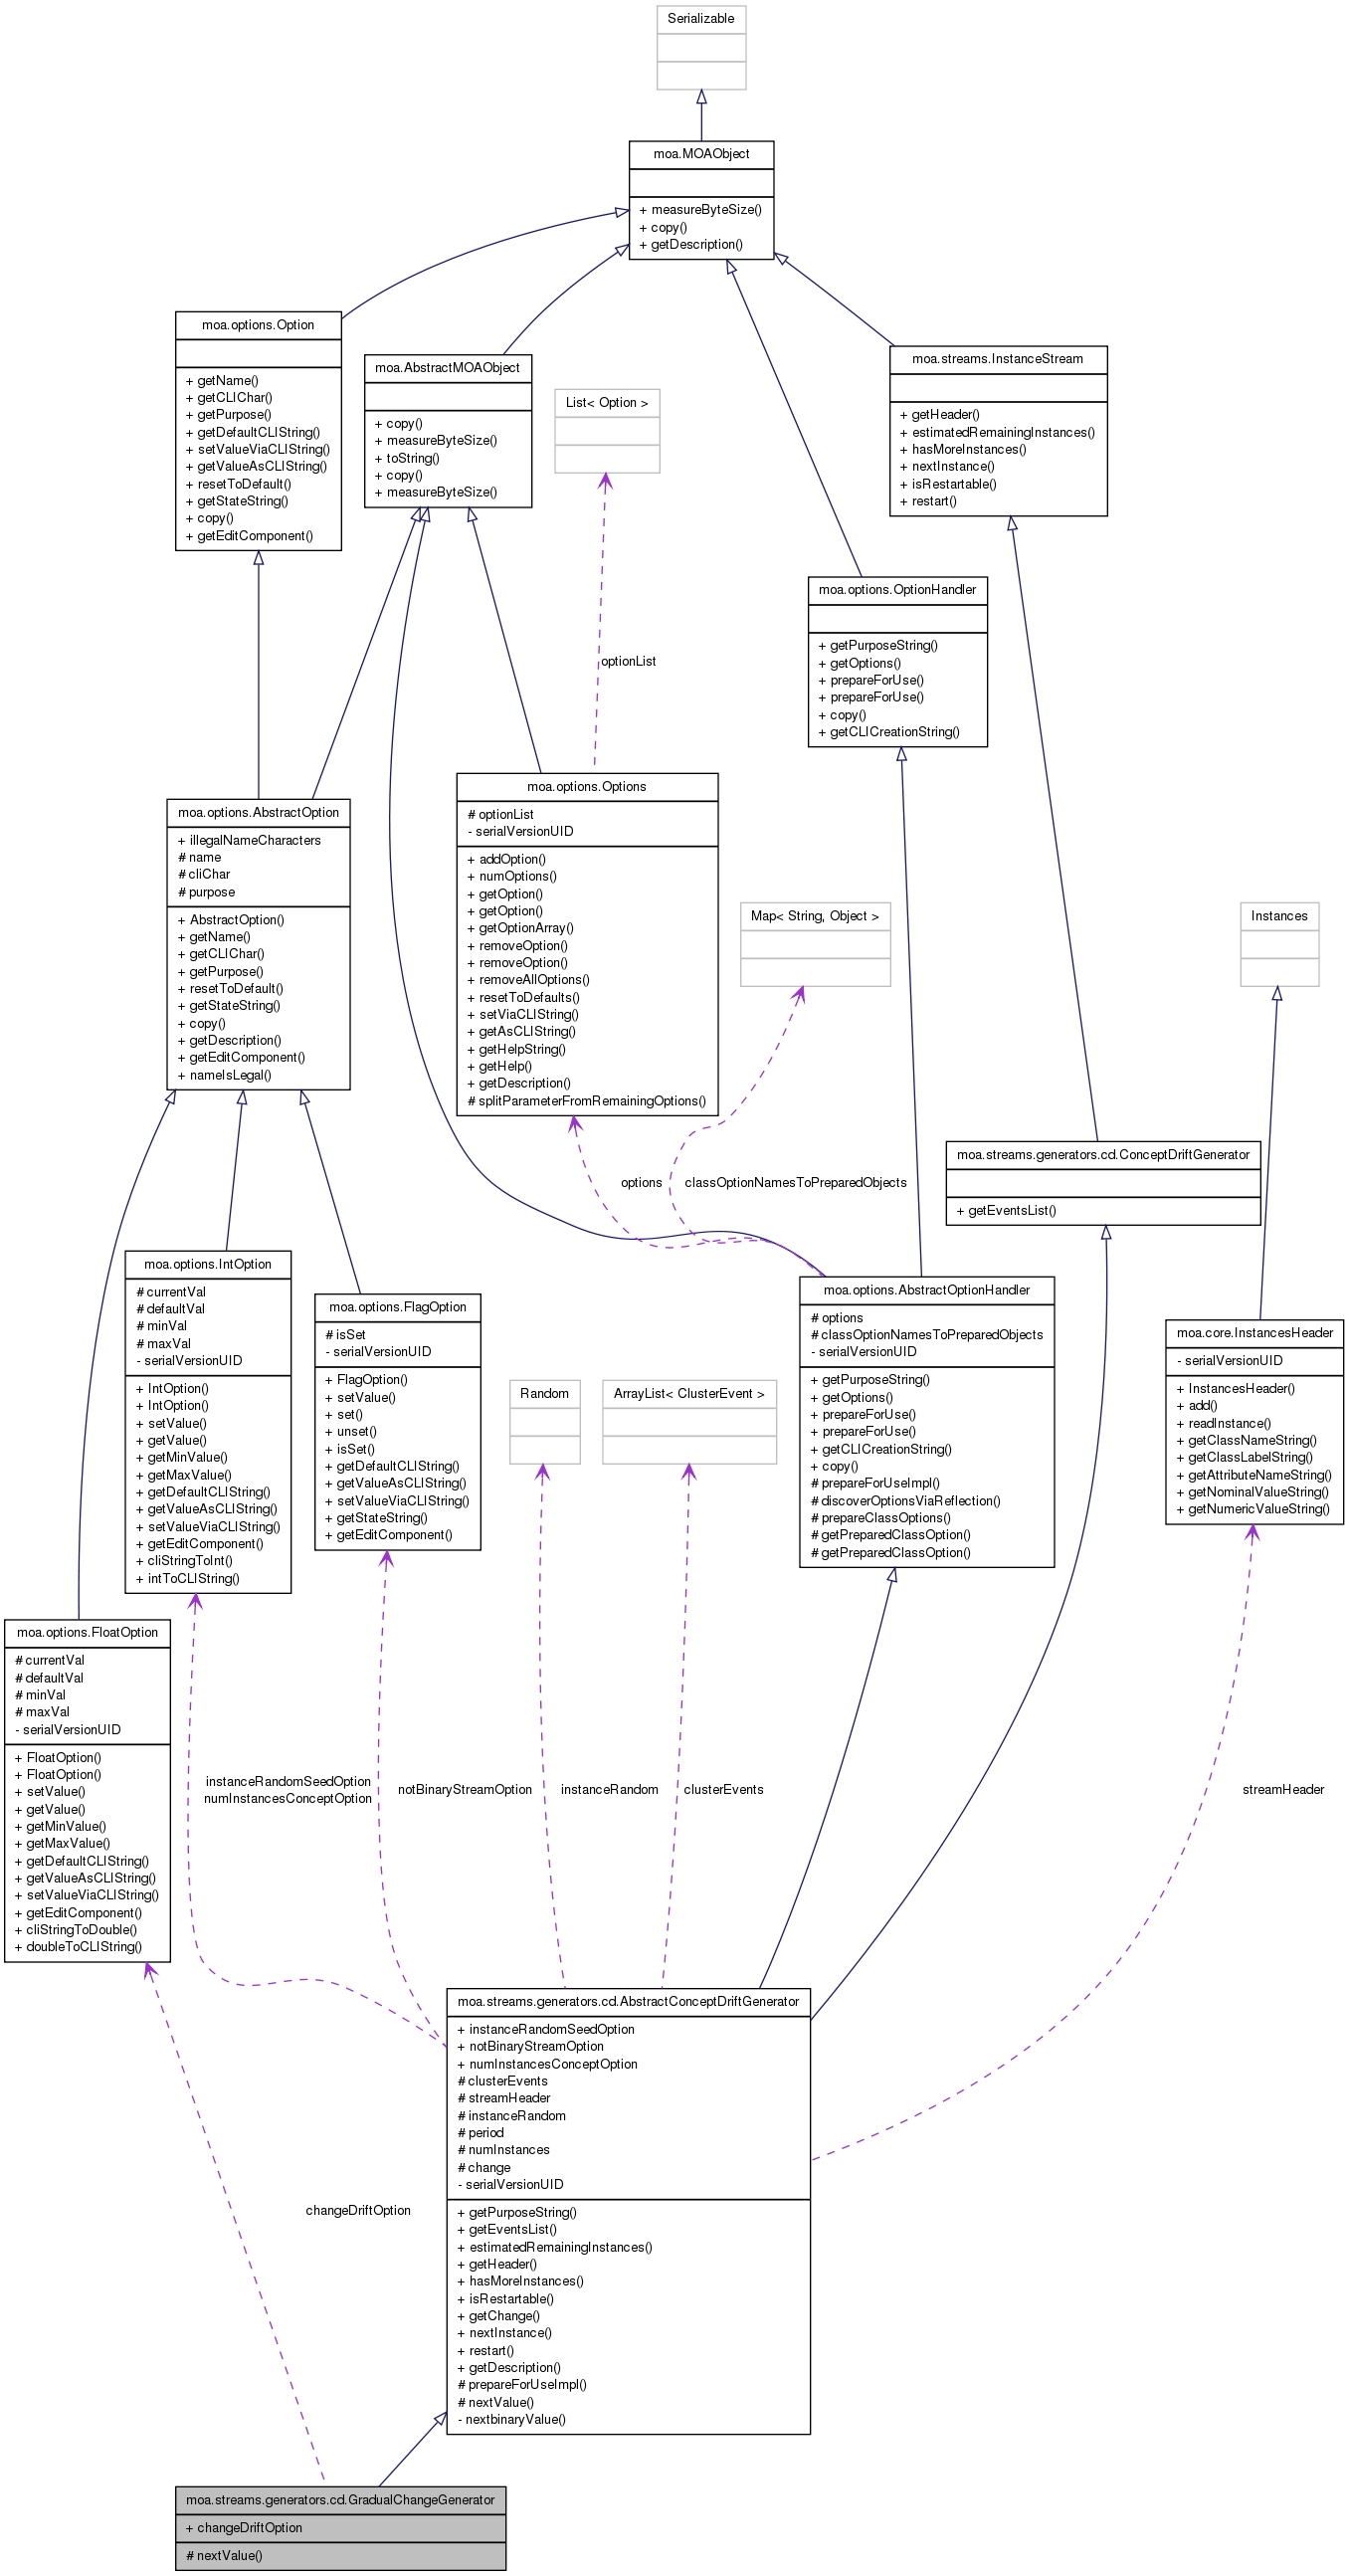 Serializable
moa.MOAObject
+ measureByteSize()
+ copy()
+ getDescription()
moa.options.Option
+ getName()
+ getCLIChar()
+ getPurpose()
+ getDefaultCLIString()
+ setValueViaCLIString()
+ getValueAsCLIString()
+ resetToDefault()
+ getStateString()
+ copy()
+ getEditComponent()
moa.AbstractMOAObject
+ copy()
+ measureByteSize()
+ toString()
+ copy()
+ measureByteSize()
List< Option >
moa.streams.InstanceStream
+ getHeader()
+ estimatedRemainingInstances()
+ hasMoreInstances()
+ nextInstance()
+ isRestartable()
+ restart()
moa.options.OptionHandler
+ getPurposeString()
+ getOptions()
+ prepareForUse()
+ prepareForUse()
+ copy()
+ getCLICreationString()
optionList
moa.options.AbstractOption
+ illegalNameCharacters
# name
# cliChar
# purpose
+ AbstractOption()
+ getName()
+ getCLIChar()
+ getPurpose()
+ resetToDefault()
+ getStateString()
+ copy()
+ getDescription()
+ getEditComponent()
+ nameIsLegal()
moa.options.Options
# optionList
- serialVersionUID
+ addOption()
+ numOptions()
+ getOption()
+ getOption()
+ getOptionArray()
+ removeOption()
+ removeOption()
+ removeAllOptions()
+ resetToDefaults()
+ setViaCLIString()
+ getAsCLIString()
+ getHelpString()
+ getHelp()
+ getDescription()
# splitParameterFromRemainingOptions()
Map< String, Object >
Instances
moa.streams.generators.cd.ConceptDriftGenerator
+ getEventsList()
options
classOptionNamesToPreparedObjects
moa.options.IntOption
# currentVal
# defaultVal
# minVal
# maxVal
- serialVersionUID
+ IntOption()
+ IntOption()
+ setValue()
+ getValue()
+ getMinValue()
+ getMaxValue()
+ getDefaultCLIString()
+ getValueAsCLIString()
+ setValueViaCLIString()
+ getEditComponent()
+ cliStringToInt()
+ intToCLIString()
moa.options.FlagOption
# isSet
- serialVersionUID
+ FlagOption()
+ setValue()
+ set()
+ unset()
+ isSet()
+ getDefaultCLIString()
+ getValueAsCLIString()
+ setValueViaCLIString()
+ getStateString()
+ getEditComponent()
Random
ArrayList< ClusterEvent >
moa.options.AbstractOptionHandler
# options
# classOptionNamesToPreparedObjects
- serialVersionUID
+ getPurposeString()
+ getOptions()
+ prepareForUse()
+ prepareForUse()
+ getCLICreationString()
+ copy()
# prepareForUseImpl()
# discoverOptionsViaReflection()
# prepareClassOptions()
# getPreparedClassOption()
# getPreparedClassOption()
moa.core.InstancesHeader
- serialVersionUID
+ InstancesHeader()
+ add()
+ readInstance()
+ getClassNameString()
+ getClassLabelString()
+ getAttributeNameString()
+ getNominalValueString()
+ getNumericValueString()
moa.options.FloatOption
# currentVal
# defaultVal
# minVal
# maxVal
- serialVersionUID
+ FloatOption()
+ FloatOption()
+ setValue()
+ getValue()
+ getMinValue()
+ getMaxValue()
+ getDefaultCLIString()
+ getValueAsCLIString()
+ setValueViaCLIString()
+ getEditComponent()
+ cliStringToDouble()
+ doubleToCLIString()
instanceRandomSeedOption
numInstancesConceptOption
notBinaryStreamOption
instanceRandom
clusterEvents
streamHeader
moa.streams.generators.cd.AbstractConceptDriftGenerator
+ instanceRandomSeedOption
+ notBinaryStreamOption
+ numInstancesConceptOption
# clusterEvents
# streamHeader
# instanceRandom
# period
# numInstances
# change
- serialVersionUID
+ getPurposeString()
+ getEventsList()
+ estimatedRemainingInstances()
+ getHeader()
+ hasMoreInstances()
+ isRestartable()
+ getChange()
+ nextInstance()
+ restart()
+ getDescription()
# prepareForUseImpl()
# nextValue()
- nextbinaryValue()
changeDriftOption
moa.streams.generators.cd.GradualChangeGenerator
+ changeDriftOption
# nextValue()